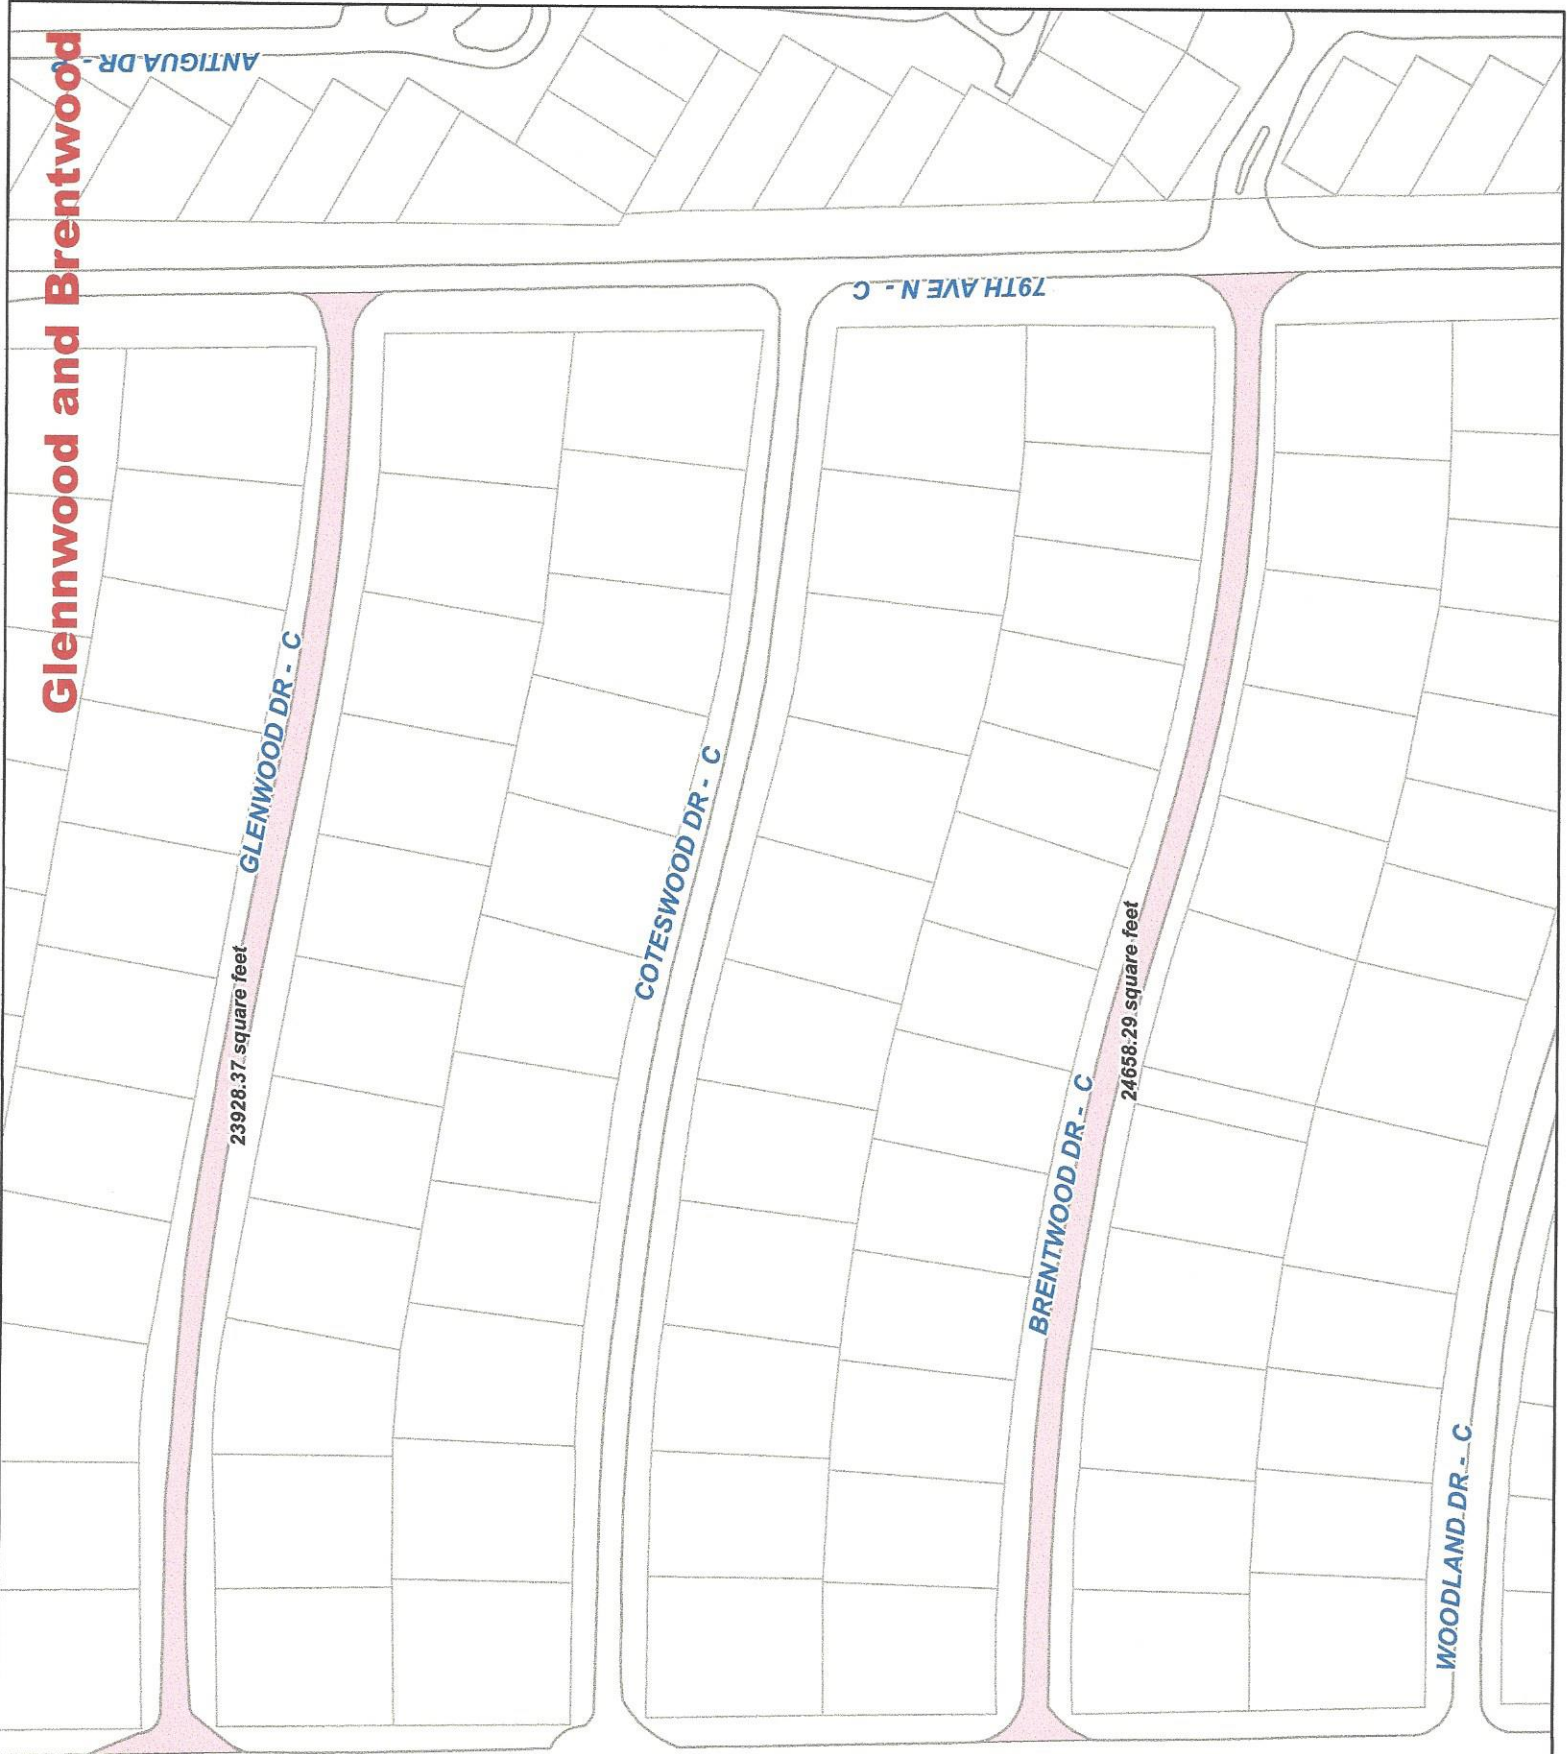 Glennwood and Brentwood
ANTIGUA DR - C
79TH AVE N - C
GLENWOOD DR - C
COTESWOOD DR - C
23928.37 square feet
24658.29 square feet
BRENTWOOD DR - C
WOODLAND DR - C